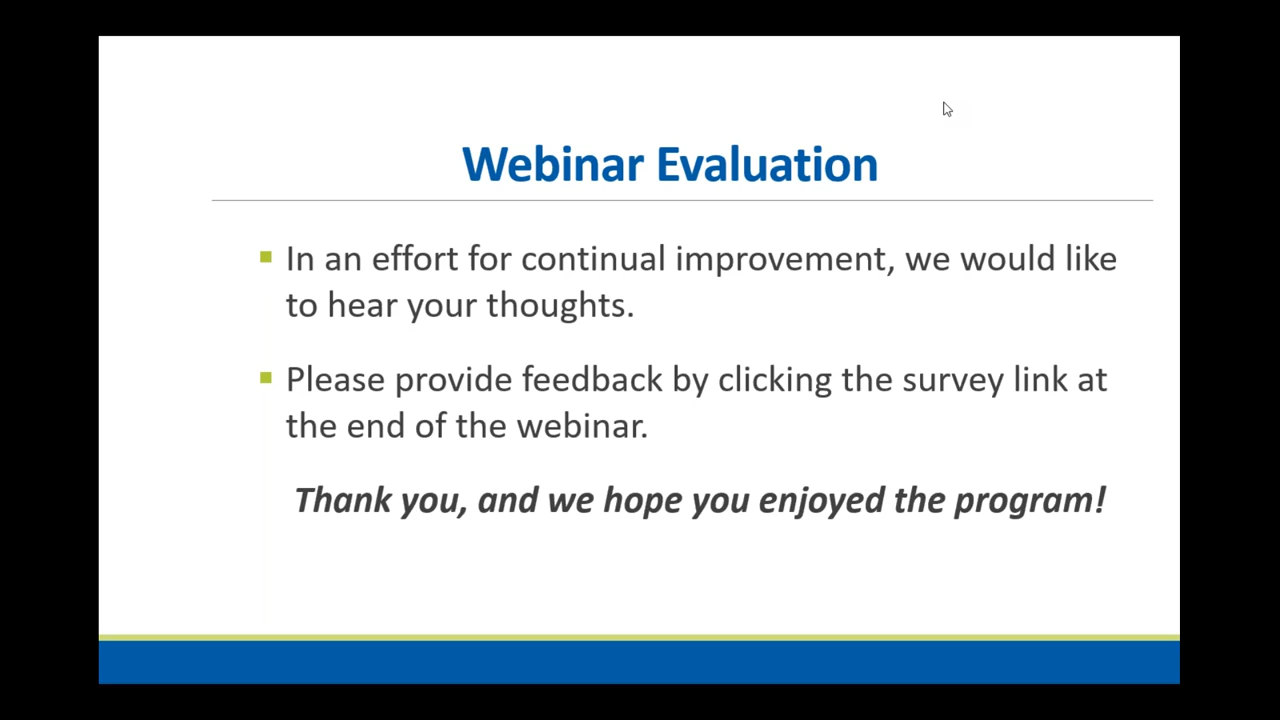 Webinar Evaluation
In an effort for continual improvement, we would like
to hear your thoughts.
Please provide feedback by clicking the survey link at
the end of the webinar.
Thank you, and we hope you enjoyed the program!